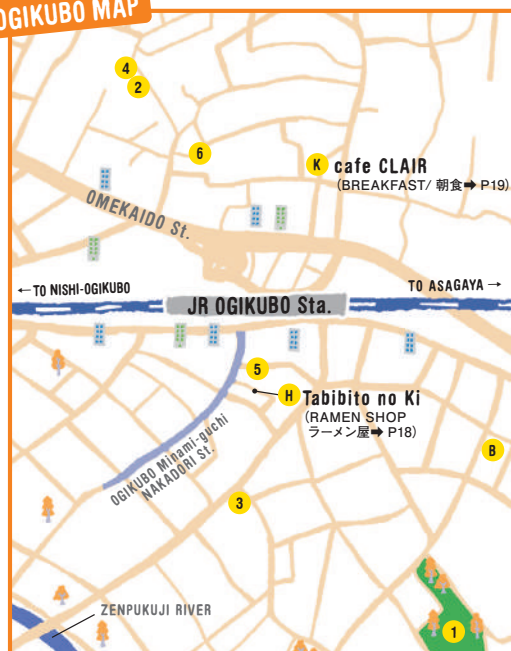 OGIKUBO MAP
4
2
6
K cafe CLAIR
(BREAKFAST/ 朝食➡ P19)
OMEKAIDO St.
← TO NISHI-OGIKUBO
TO ASAGAYA →
JR OGIKUBO Sta.
5
H Tabibito no Ki
(RAMEN SHOP
ラーメン屋➡ P18)
OGIKUBO Minami-guchi
NAKADORI St.
B
3
ZENPUKUJI RIVER
1